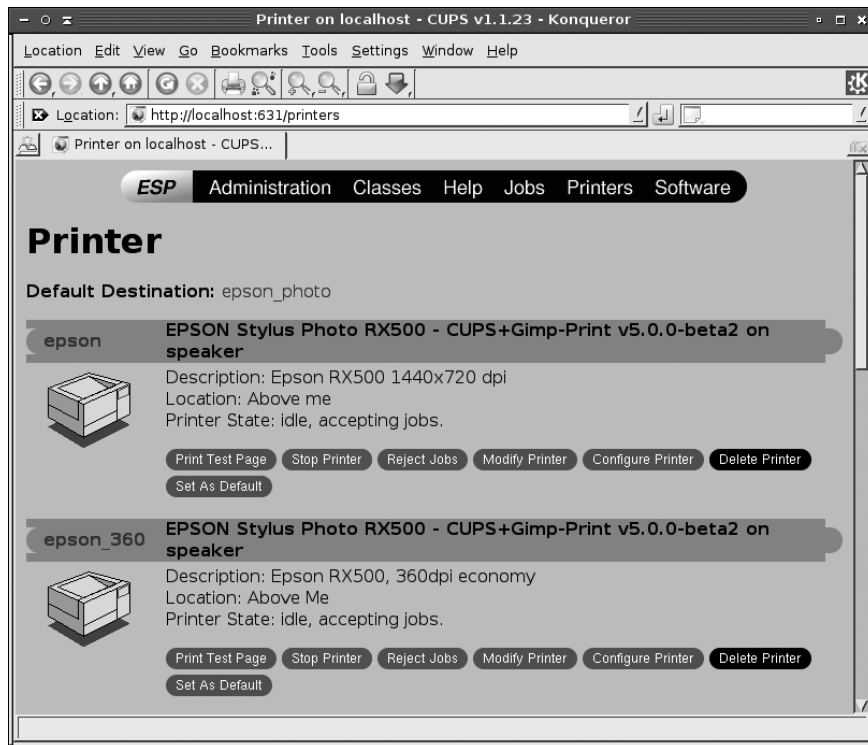 Printer on localhost - CUPS v1.1.23 - Konqueror
Location Edit View Go Bookmarks Tools Settings Window Help
Location: http://localhost:631/printers
Printer on localhost - CUPS...
ESP Administration Classes Help Jobs Printers Software
Printer
Default Destination: epson_photo
epson
EPSON Stylus Photo RX500 - CUPS+Gimp-Print v5.0.0-beta2 on
speaker
Description: Epson RX500 1440x720 dpi
Location: Above me
Printer State: idle, accepting jobs.
Print Test Page Stop Printer Reject Jobs Modify Printer Configure Printer Delete Printer
Set As Default
epson_360
EPSON Stylus Photo RX500 - CUPS+Gimp-Print v5.0.0-beta2 on
speaker
Description: Epson RX500, 360dpi economy
Location: Above Me
Printer State: idle, accepting jobs.
Print Test Page Stop Printer Reject Jobs Modify Printer Configure Printer Delete Printer
Set As Default